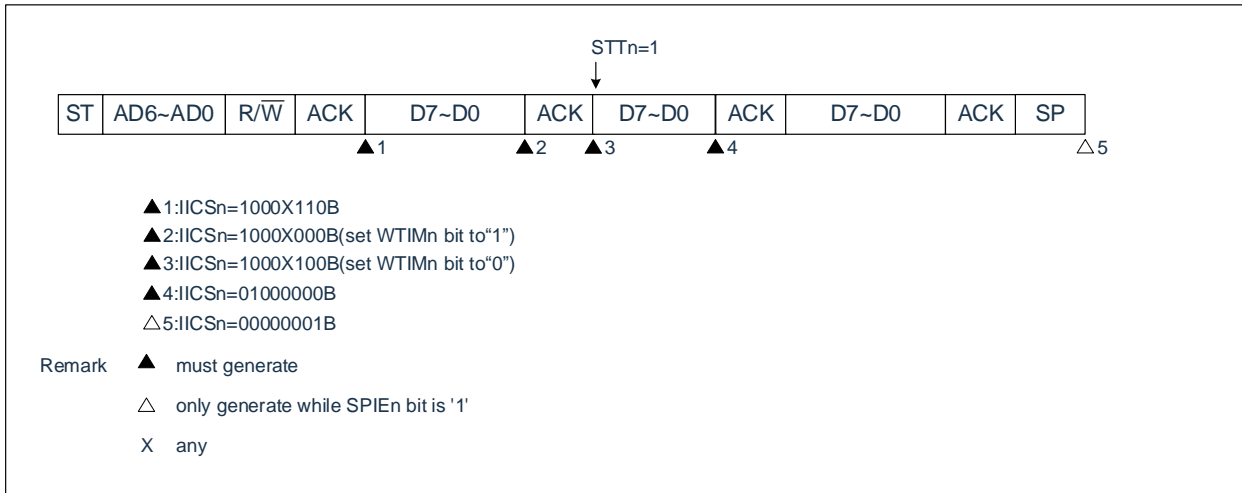 STTn=1
ST AD6~AD0 R/W̅ ACK D7~D0 ACK D7~D0 ACK D7~D0 ACK SP
▲1 ▲2 ▲3 ▲4 △5
▲1:IICSn=1000X110B
▲2:IICSn=1000X000B(set WTIMn bit to“1”)
▲3:IICSn=1000X100B(set WTIMn bit to“0”)
▲4:IICSn=01000000B
△5:IICSn=00000001B
Remark ▲ must generate
△ only generate while SPIEn bit is '1'
X any